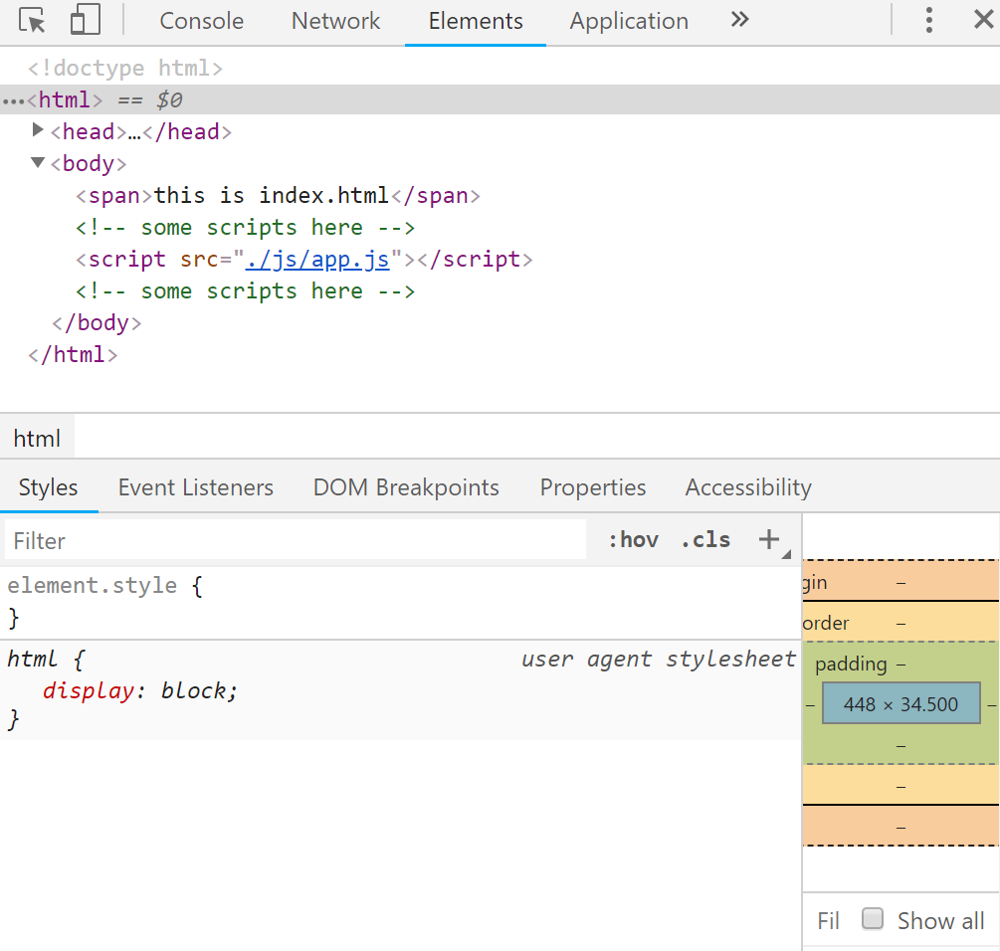 Console Network Elements Application »
<!doctype html>
…<html> == $0
<head>…</head>
<body>
<span>this is index.html</span>
<!-- some scripts here -->
<script src="./js/app.js"></script>
<!-- some scripts here -->
</body>
</html>
html
Styles Event Listeners DOM Breakpoints Properties Accessibility
Filter :hov .cls +
element.style {
}
html { user agent stylesheet
display: block;
}
gin –
order –
padding –
– 448 × 34.500 –
–
–
–
Fil Show all